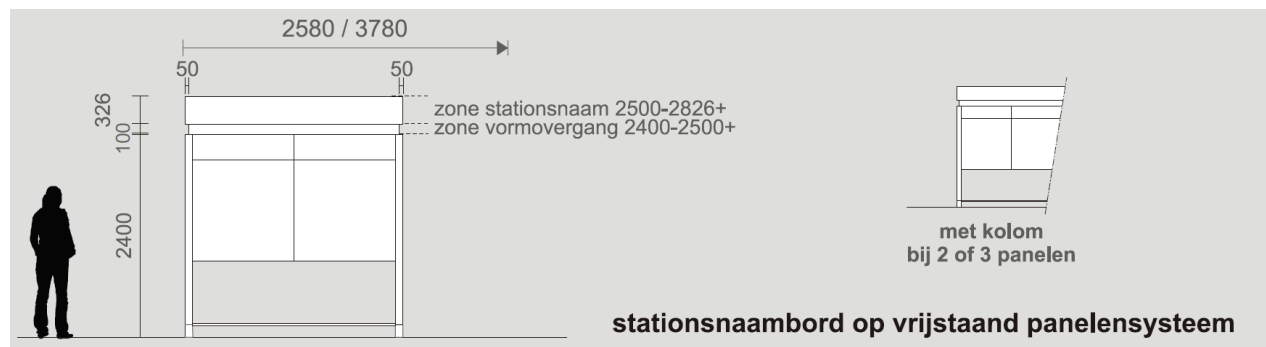 2580 / 3780
50
50
326
zone stationsnaam 2500-2826+
100
zone vormovergang 2400-2500+
2400
met kolom
bij 2 of 3 panelen
stationsnaambord op vrijstaand panelensysteem